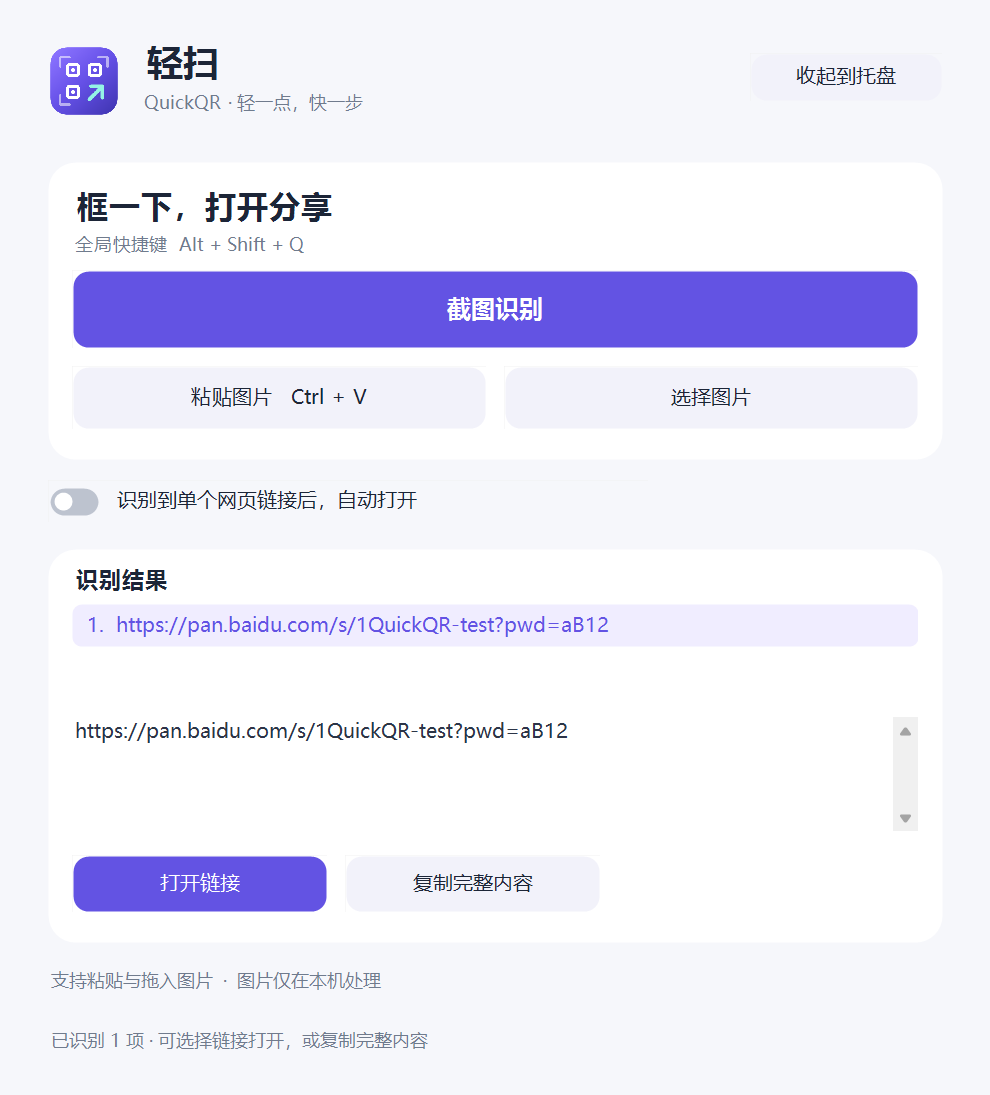 轻扫
QuickQR · 轻一点，快一步
收起到托盘
框一下，打开分享
全局快捷键 Alt + Shift + Q
截图识别
粘贴图片 Ctrl + V
选择图片
识别到单个网页链接后，自动打开
识别结果
1. https://pan.baidu.com/s/1QuickQR-test?pwd=aB12
https://pan.baidu.com/s/1QuickQR-test?pwd=aB12
打开链接
复制完整内容
支持粘贴与拖入图片 · 图片仅在本机处理
已识别 1 项 · 可选择链接打开，或复制完整内容